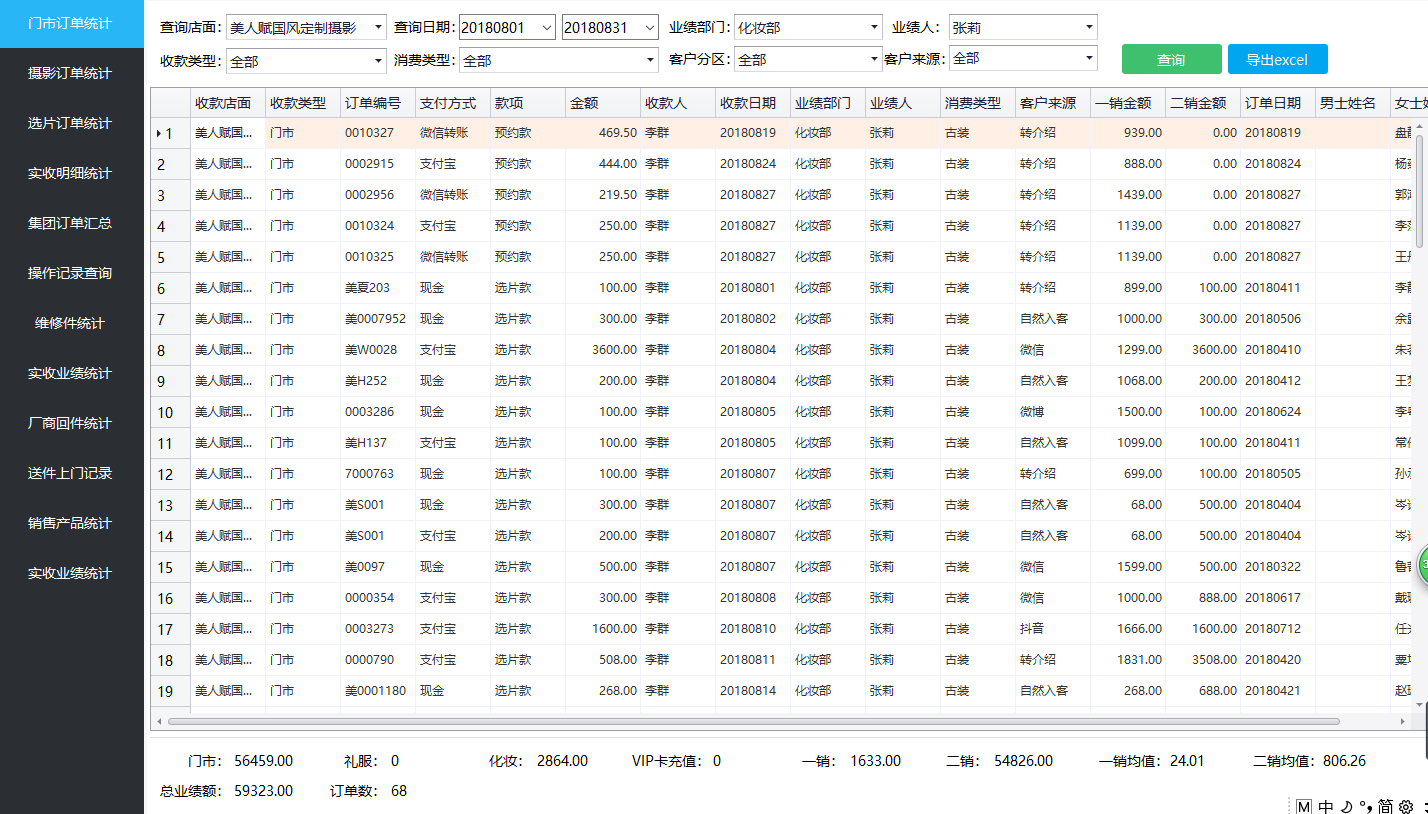 门市订单统计
摄影订单统计
选片订单统计
实收明细统计
集团订单汇总
操作记录查询
维修件统计
实收业绩统计
厂商回件统计
送件上门记录
销售产品统计
实收业绩统计
查询店面: 美人赋国风定制摄影 查询日期: 20180801 20180831 业绩部门: 化妆部 业绩人: 张莉
收款类型: 全部 消费类型: 全部 客户分区: 全部 客户来源: 全部 查询 导出excel
收款店面 收款类型 订单编号 支付方式 款项 金额 收款人 收款日期 业绩部门 业绩人 消费类型 客户来源 一销金额 二销金额 订单日期 男士姓名 女士
1 美人赋国... 门市 0010327 微信转账 预约款 469.50 李群 20180819 化妆部 张莉 古装 转介绍 939.00 0.00 20180819 盘
2 美人赋国... 门市 0002915 支付宝 预约款 444.00 李群 20180824 化妆部 张莉 古装 转介绍 888.00 0.00 20180824 杨
3 美人赋国... 门市 0002956 微信转账 预约款 219.50 李群 20180827 化妆部 张莉 古装 转介绍 1439.00 0.00 20180827 郭
4 美人赋国... 门市 0010324 支付宝 预约款 250.00 李群 20180827 化妆部 张莉 古装 转介绍 1139.00 0.00 20180827 李
5 美人赋国... 门市 0010325 微信转账 预约款 250.00 李群 20180827 化妆部 张莉 古装 转介绍 1139.00 0.00 20180827 王
6 美人赋国... 门市 美夏203 现金 选片款 100.00 李群 20180801 化妆部 张莉 古装 转介绍 899.00 100.00 20180411 李
7 美人赋国... 门市 美0007952 现金 选片款 300.00 李群 20180802 化妆部 张莉 古装 自然入客 1000.00 300.00 20180506 余
8 美人赋国... 门市 美W0028 支付宝 选片款 3600.00 李群 20180804 化妆部 张莉 古装 微信 1299.00 3600.00 20180410 朱
9 美人赋国... 门市 美H252 现金 选片款 200.00 李群 20180804 化妆部 张莉 古装 自然入客 1068.00 200.00 20180412 王
10 美人赋国... 门市 0003286 现金 选片款 100.00 李群 20180805 化妆部 张莉 古装 微博 1500.00 100.00 20180624 李
11 美人赋国... 门市 美H137 支付宝 选片款 100.00 李群 20180805 化妆部 张莉 古装 自然入客 1099.00 100.00 20180411 常
12 美人赋国... 门市 7000763 现金 选片款 100.00 李群 20180807 化妆部 张莉 古装 转介绍 699.00 100.00 20180505 孙
13 美人赋国... 门市 美S001 现金 选片款 300.00 李群 20180807 化妆部 张莉 古装 自然入客 68.00 500.00 20180404 岑
14 美人赋国... 门市 美S001 支付宝 选片款 200.00 李群 20180807 化妆部 张莉 古装 自然入客 68.00 500.00 20180404 岑
15 美人赋国... 门市 美0097 现金 选片款 500.00 李群 20180807 化妆部 张莉 古装 微信 1599.00 500.00 20180322 鲁
16 美人赋国... 门市 0000354 支付宝 选片款 300.00 李群 20180808 化妆部 张莉 古装 微信 1000.00 888.00 20180617 戴
17 美人赋国... 门市 0003273 支付宝 选片款 1600.00 李群 20180810 化妆部 张莉 古装 抖音 1666.00 1600.00 20180712 任
18 美人赋国... 门市 0000790 支付宝 选片款 508.00 李群 20180811 化妆部 张莉 古装 转介绍 1831.00 3508.00 20180420 粟
19 美人赋国... 门市 美0001180 现金 选片款 268.00 李群 20180814 化妆部 张莉 古装 自然入客 268.00 688.00 20180421 赵
门市: 56459.00 礼服: 0 化妆: 2864.00 VIP卡充值: 0 一销: 1633.00 二销: 54826.00 一销均值: 24.01 二销均值: 806.26
总业绩额: 59323.00 订单数: 68
M 中 简